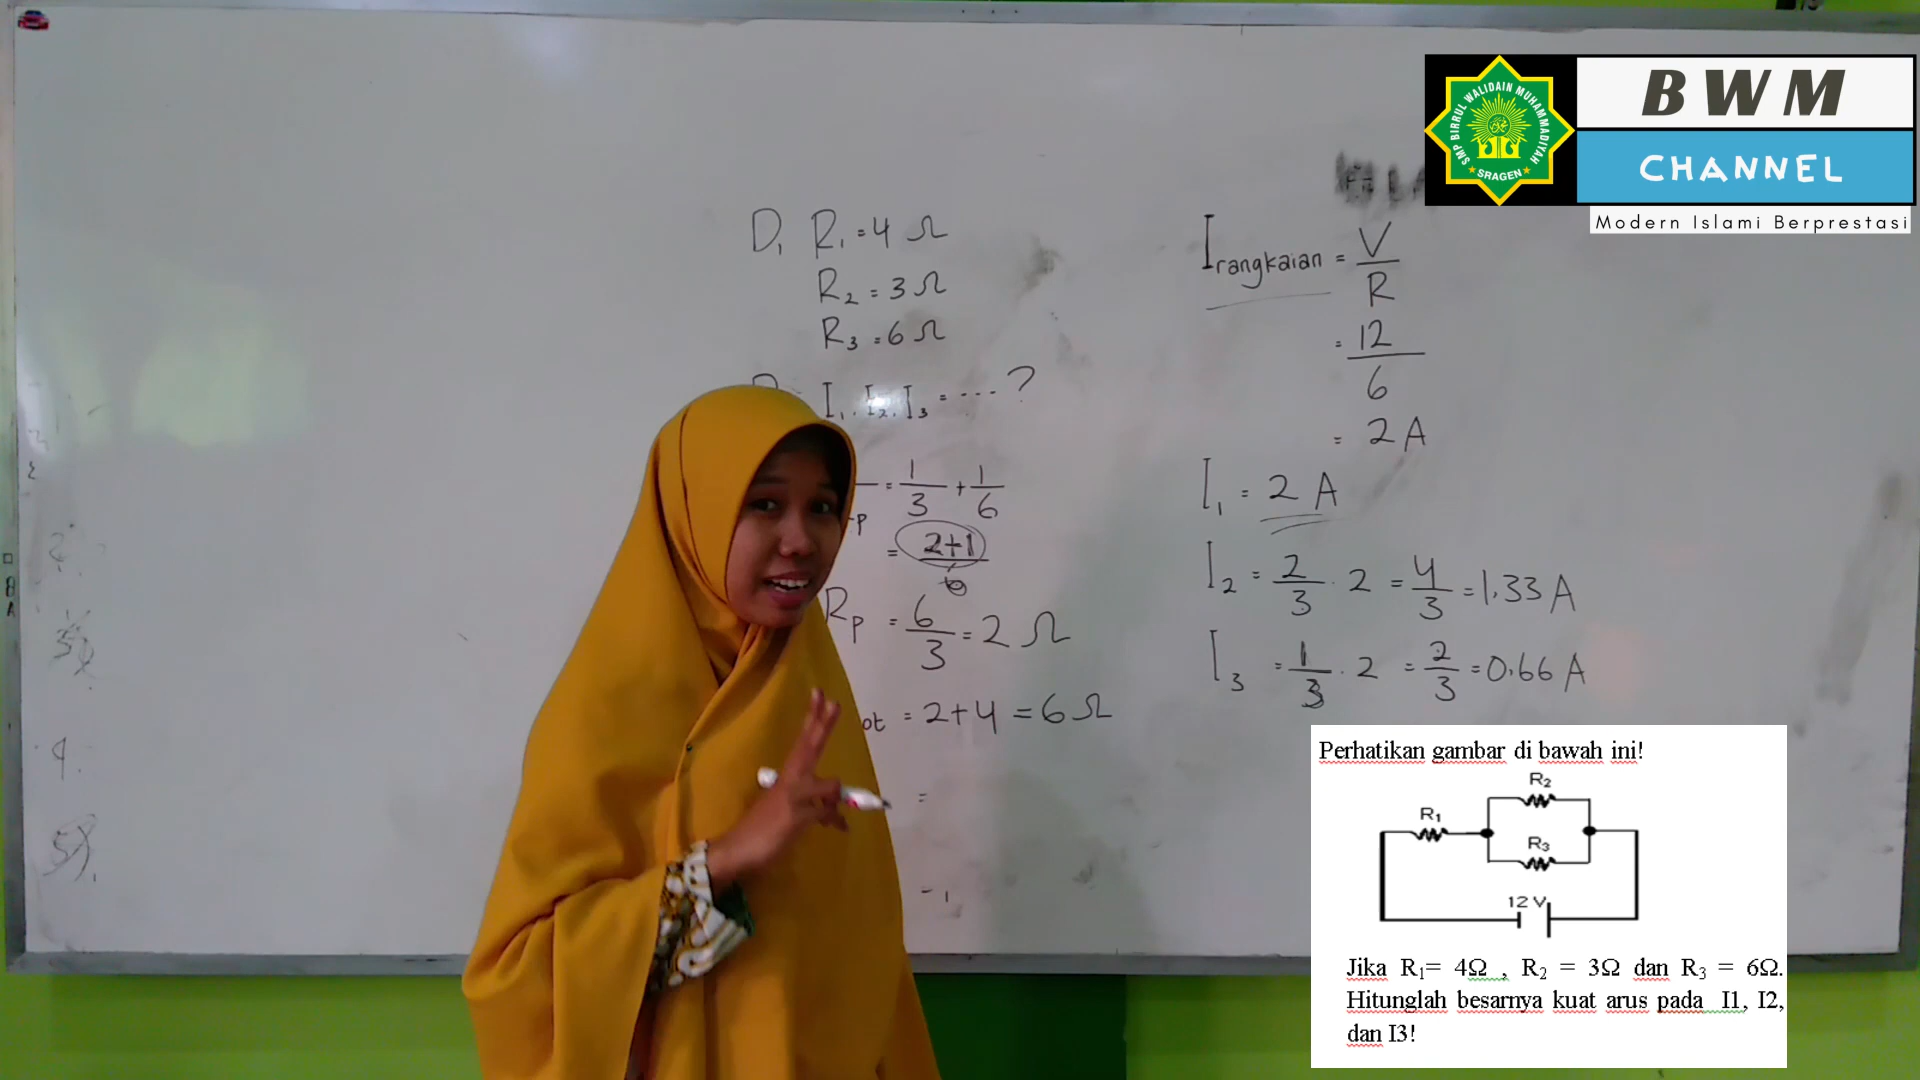 D₁ R₁ = 4 Ω
R₂ = 3 Ω
R₃ = 6 Ω
I₁, I₂, I₃ = ... ?
= 1/3 + 1/6
p
= 2+1/6
Rp = 6/3 = 2 Ω
ot = 2+4 = 6 Ω
=
I rangkaian = V/R
= 12/6
= 2 A
I₁ = 2 A
I₂ = 2/3 . 2 = 4/3 = 1.33 A
I₃ = 1/3 . 2 = 2/3 = 0.66 A
SMP BIRRUL WALIDAIN MUHAMMADIYAH
SRAGEN
BWM
CHANNEL
Modern Islami Berprestasi
Perhatikan gambar di bawah ini!
R₂
R₁
R₃
12 V
Jika R₁= 4Ω , R₂ = 3Ω dan R₃ = 6Ω.
Hitunglah besarnya kuat arus pada I1, I2,
dan I3!